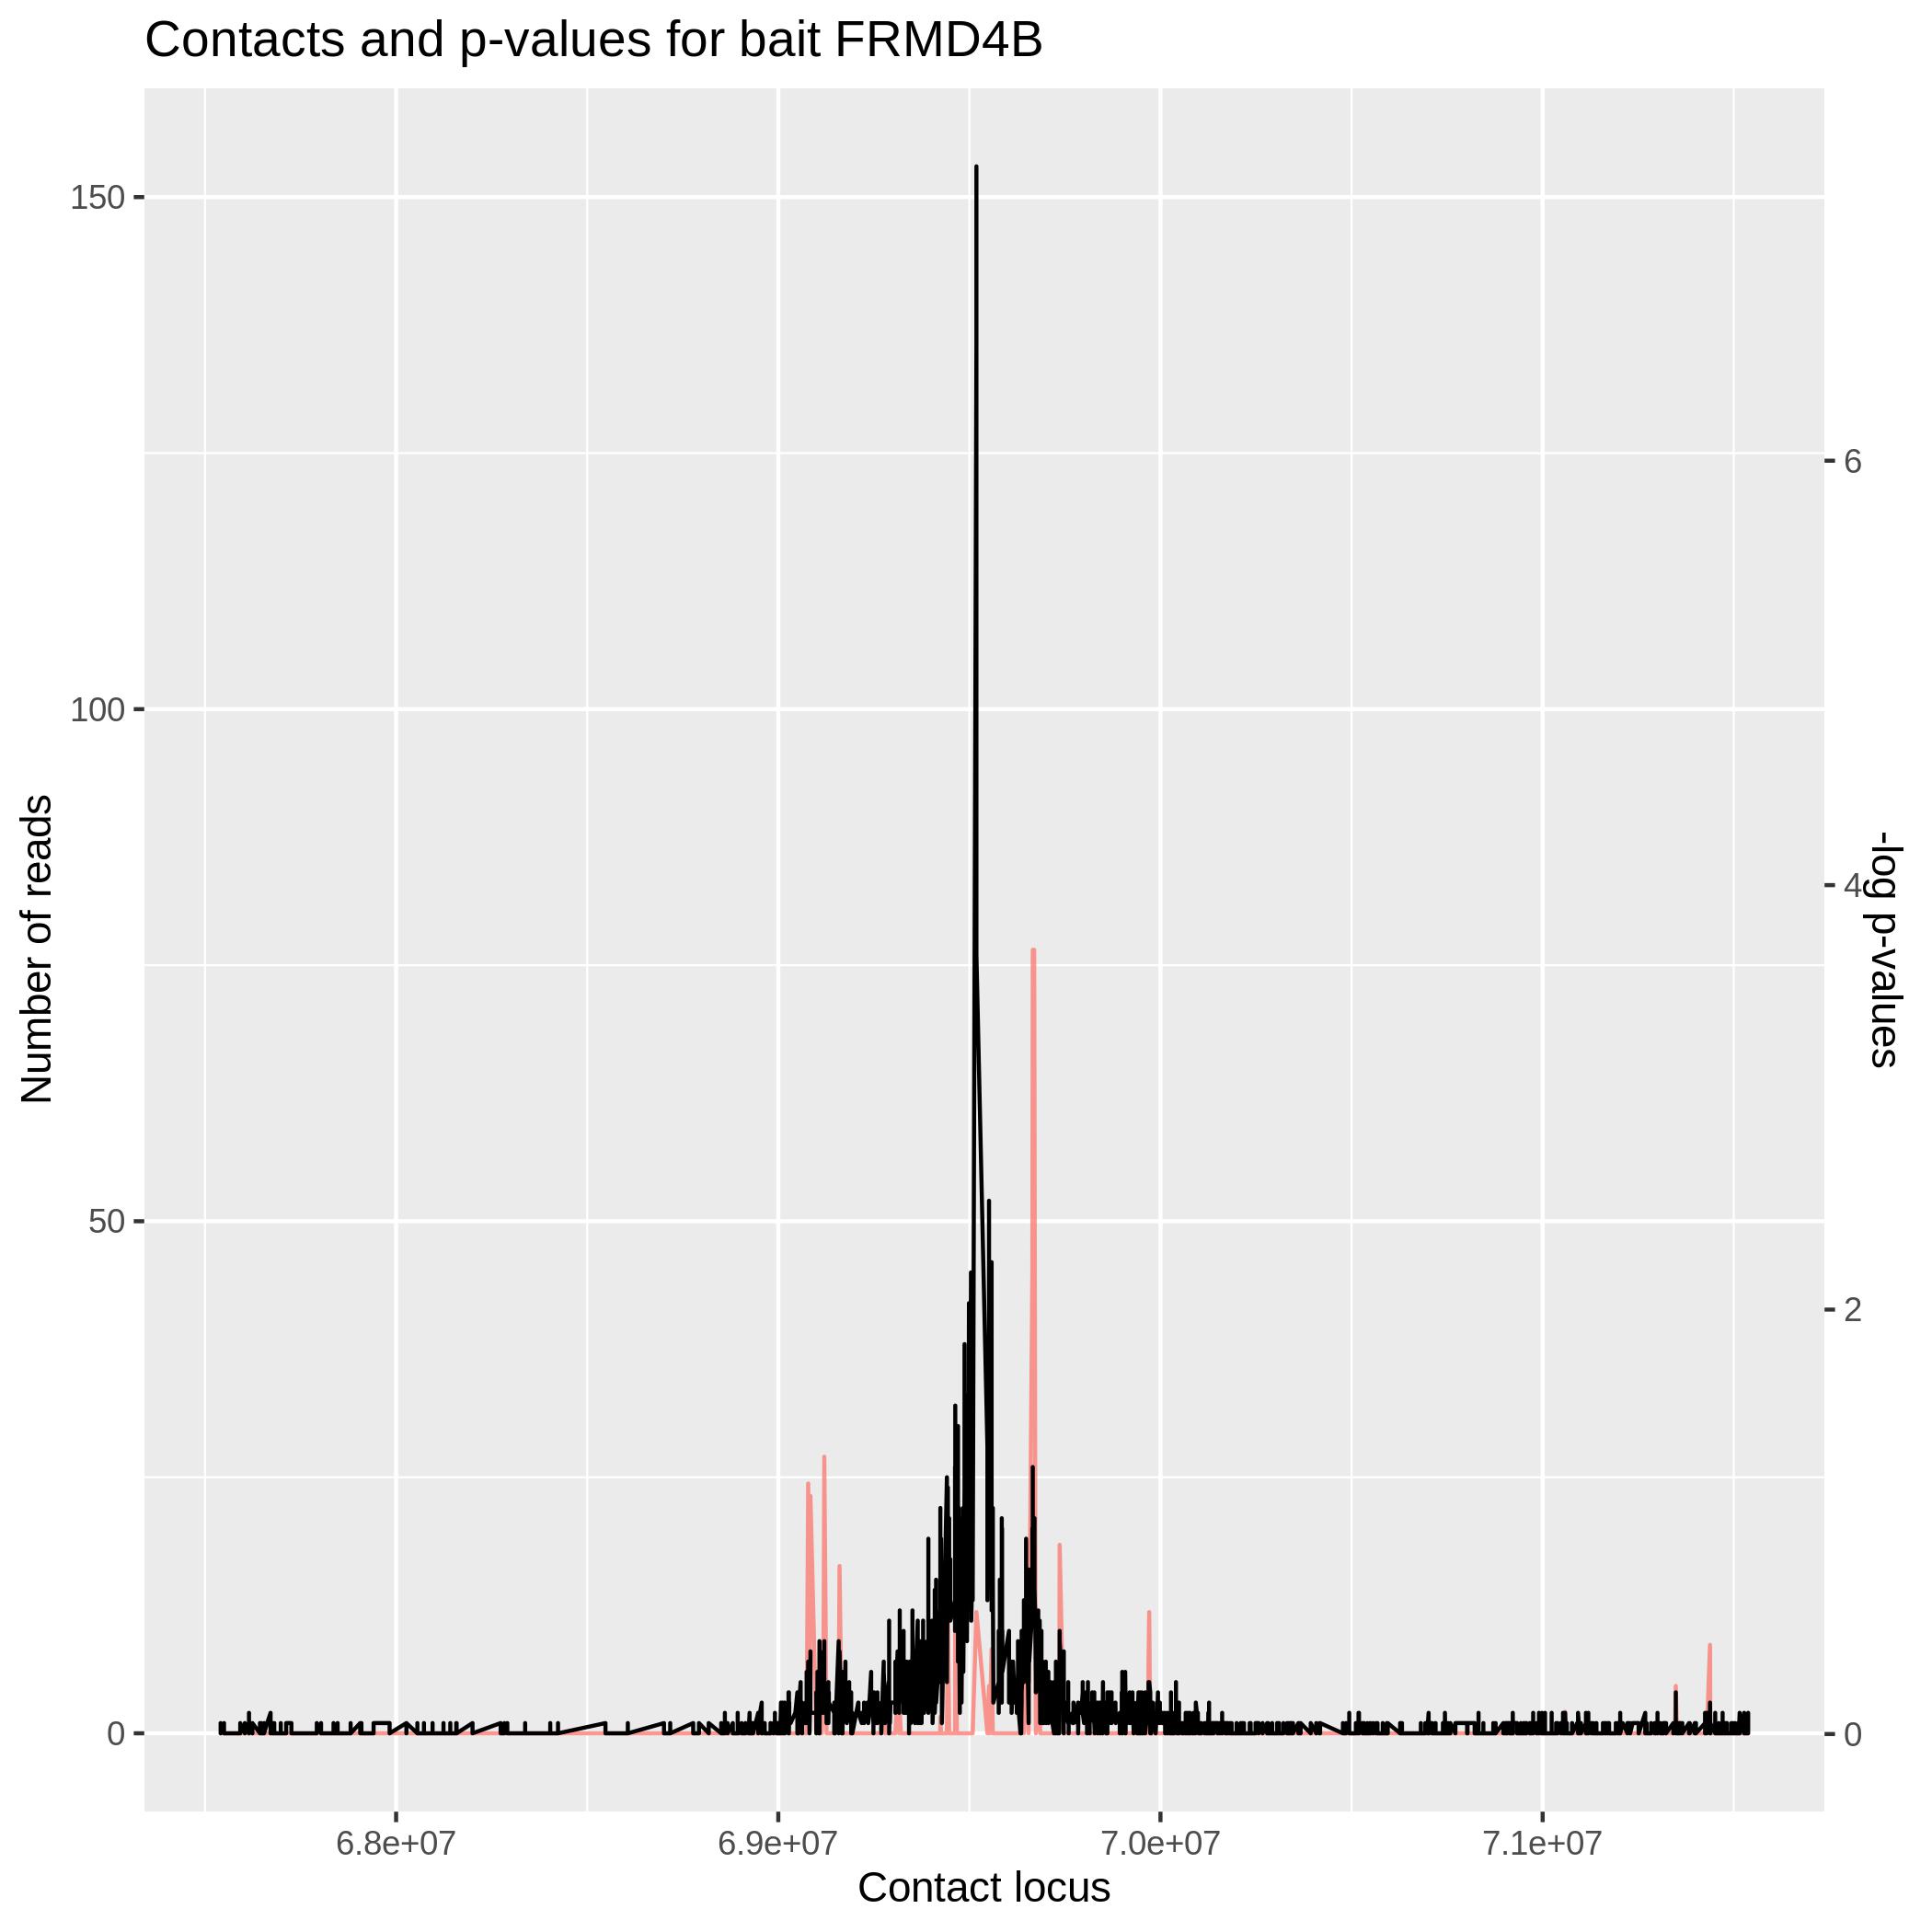 Contacts and p-values for bait FRMD4B
150
100
50
0
6
4
2
0
Number of reads
-log p-values
6.8e+07
6.9e+07
7.0e+07
7.1e+07
Contact locus